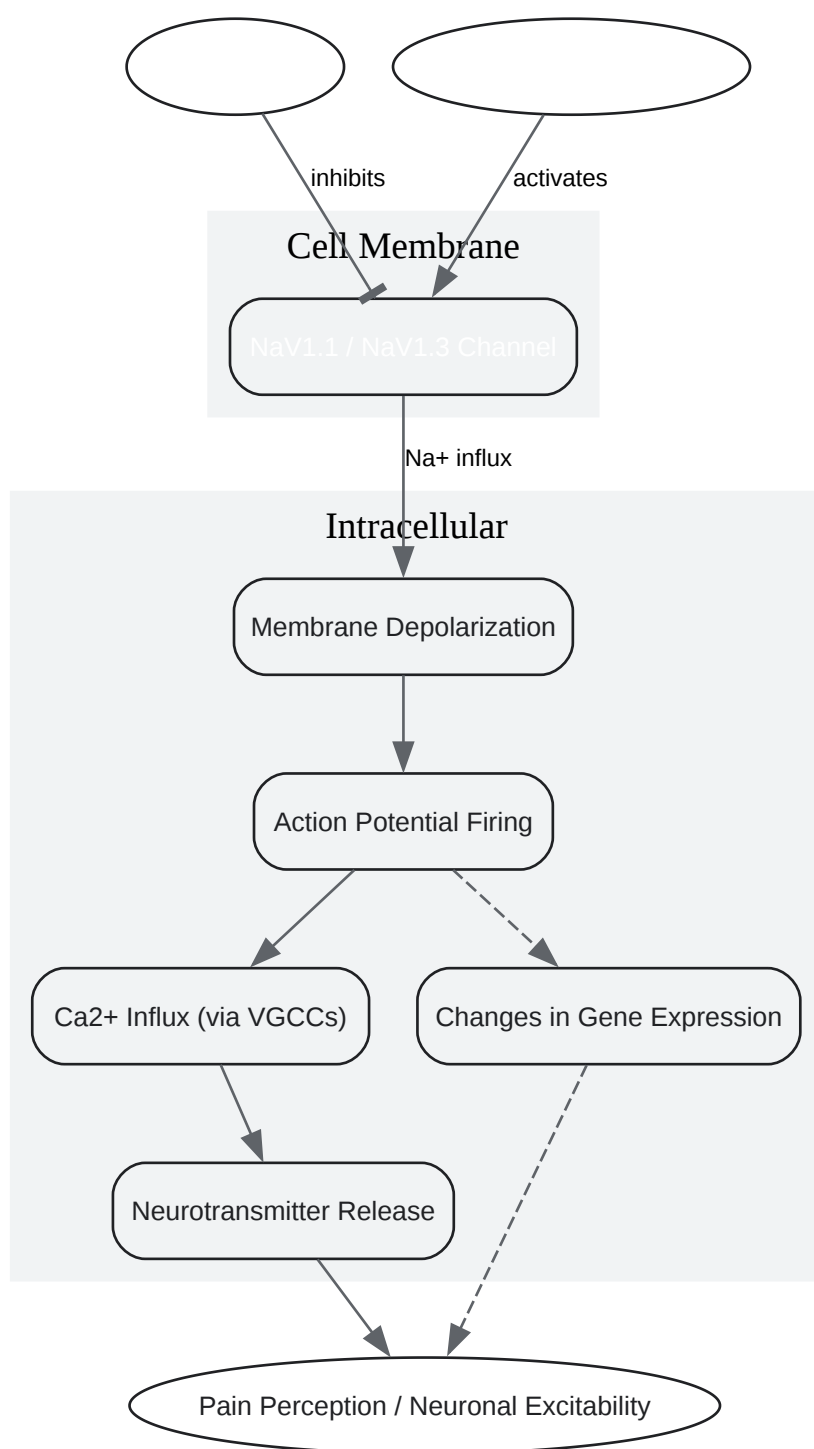 inhibits
activates
Cell Membrane
NaV1.1 / NaV1.3 Channel
Na+ influx
Intracellular
Membrane Depolarization
Action Potential Firing
Ca2+ Influx (via VGCCs)
Changes in Gene Expression
Neurotransmitter Release
Pain Perception / Neuronal Excitability